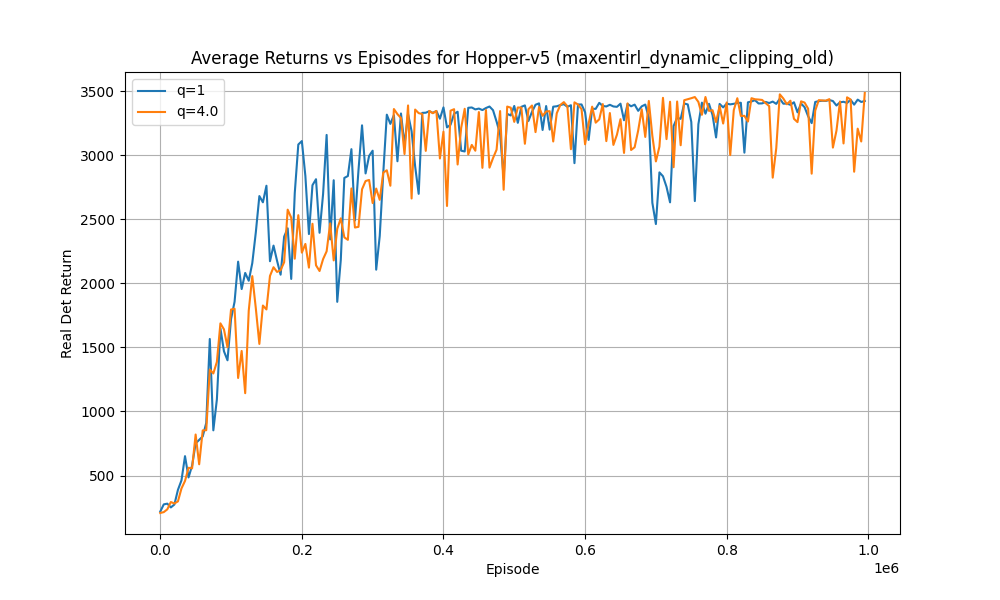 Average Returns vs Episodes for Hopper-v5 (maxentirl_dynamic_clipping_old)
q=1
q=4.0
Real Det Return
3500
3000
2500
2000
1500
1000
500
0.0
0.2
0.4
0.6
0.8
1.0
1e6
Episode